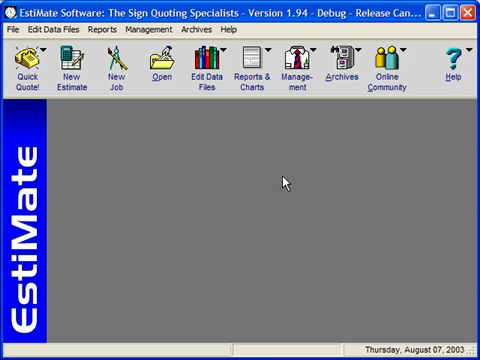 EstiMate Software: The Sign Quoting Specialists - Version 1.94 - Debug - Release Can...
File Edit Data Files Reports Management Archives Help
Quick Quote!
New Estimate
New Job
Open
Edit Data Files
Reports & Charts
Manage-ment
Archives
Online Community
Help
EstiMate
Thursday, August 07, 2003